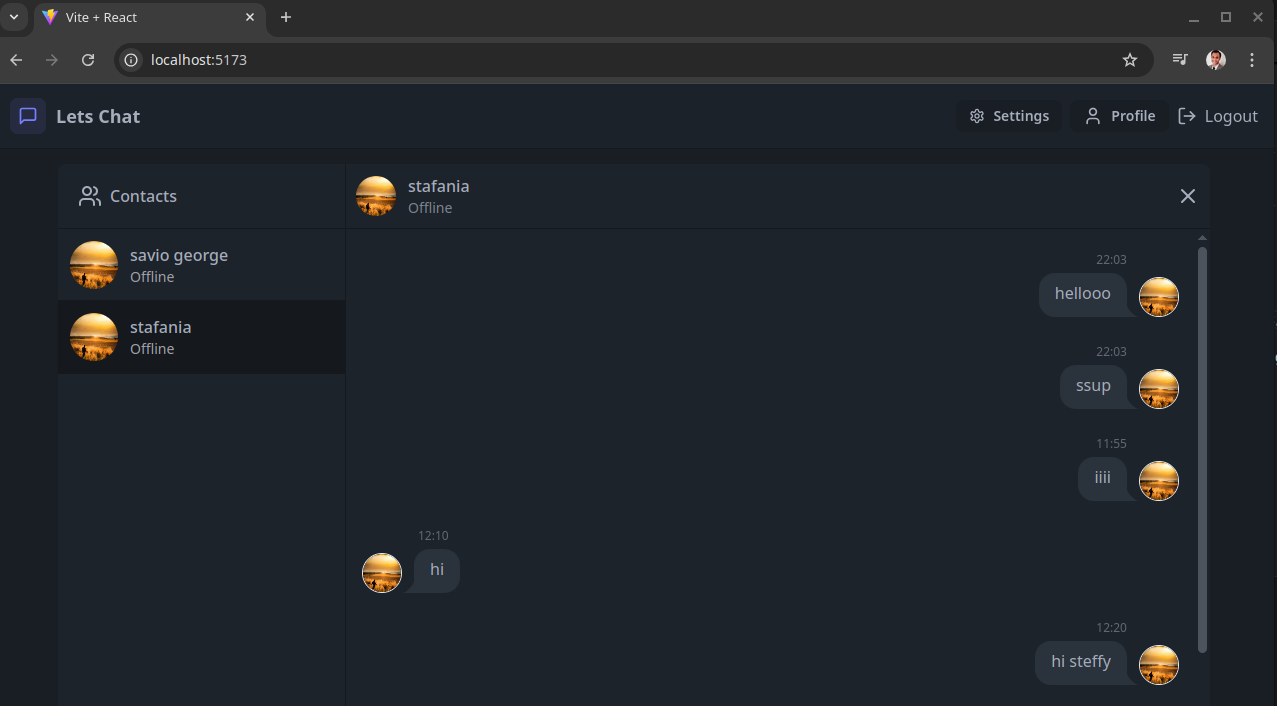 Vite + React
localhost:5173
Lets Chat
Settings
Profile
Logout
Contacts
stafania
Offline
savio george
Offline
stafania
Offline
22:03
hellooo
22:03
ssup
11:55
iiii
12:10
hi
12:20
hi steffy